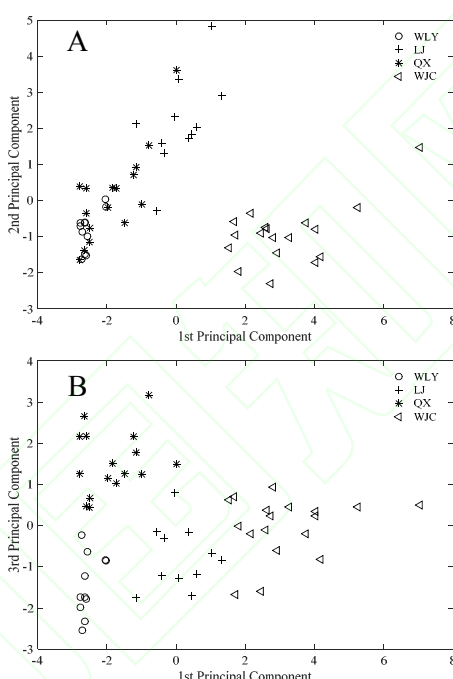 A
WLY
LJ
QX
WJC
5
4
3
2
1
0
-1
-2
-3
2nd Principal Component
-4 -2 0 2 4 6 8
1st Principal Component
B
WLY
LJ
QX
WJC
4
3
2
1
0
-1
-2
-3
3rd Principal Component
-4 -2 0 2 4 6 8
1st Principal Component